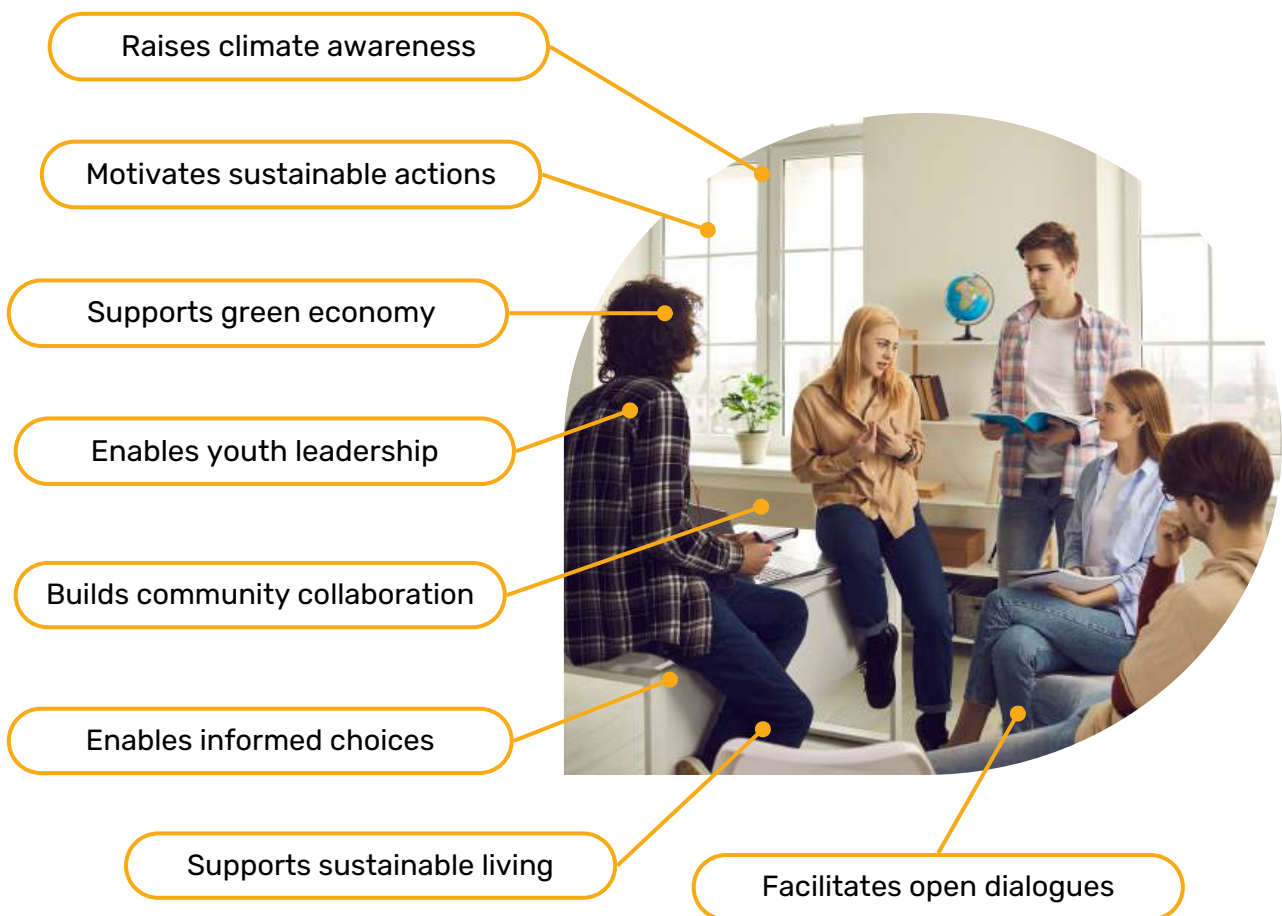 Raises climate awareness
Motivates sustainable actions
Supports green economy
Enables youth leadership
Builds community collaboration
Enables informed choices
Supports sustainable living
Facilitates open dialogues